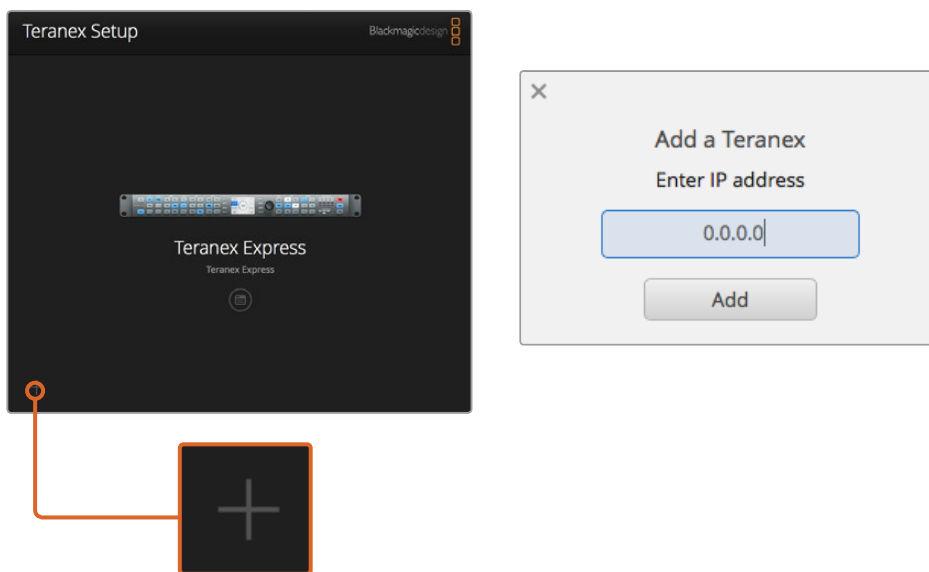 Teranex Setup
Blackmagicdesign
Teranex Express
Teranex Express
Add a Teranex
Enter IP address
0.0.0.0
Add